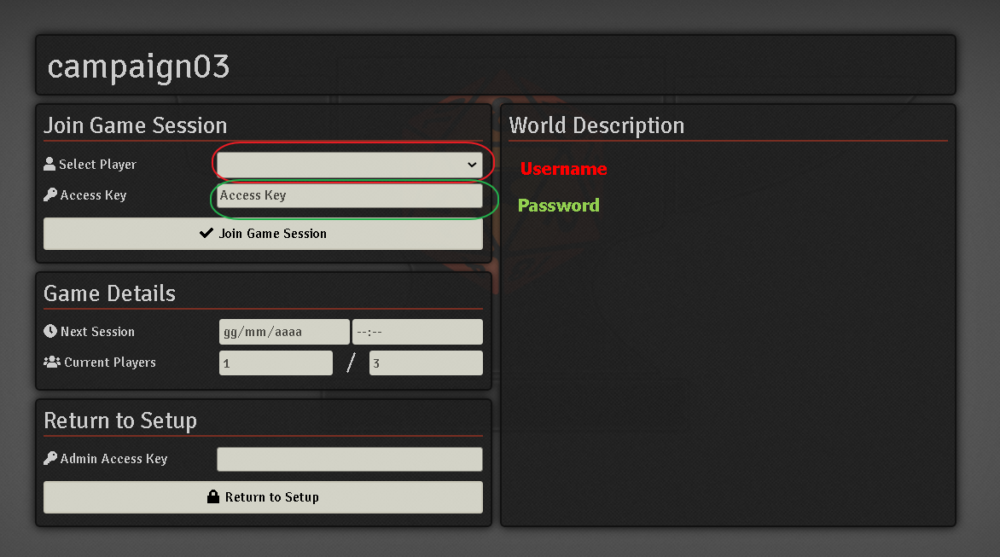 campaign03
Join Game Session
Select Player
Access Key
Access Key
Join Game Session
Game Details
Next Session
gg/mm/aaaa
--:--
Current Players
1 / 3
Return to Setup
Admin Access Key
Return to Setup
World Description
Username
Password